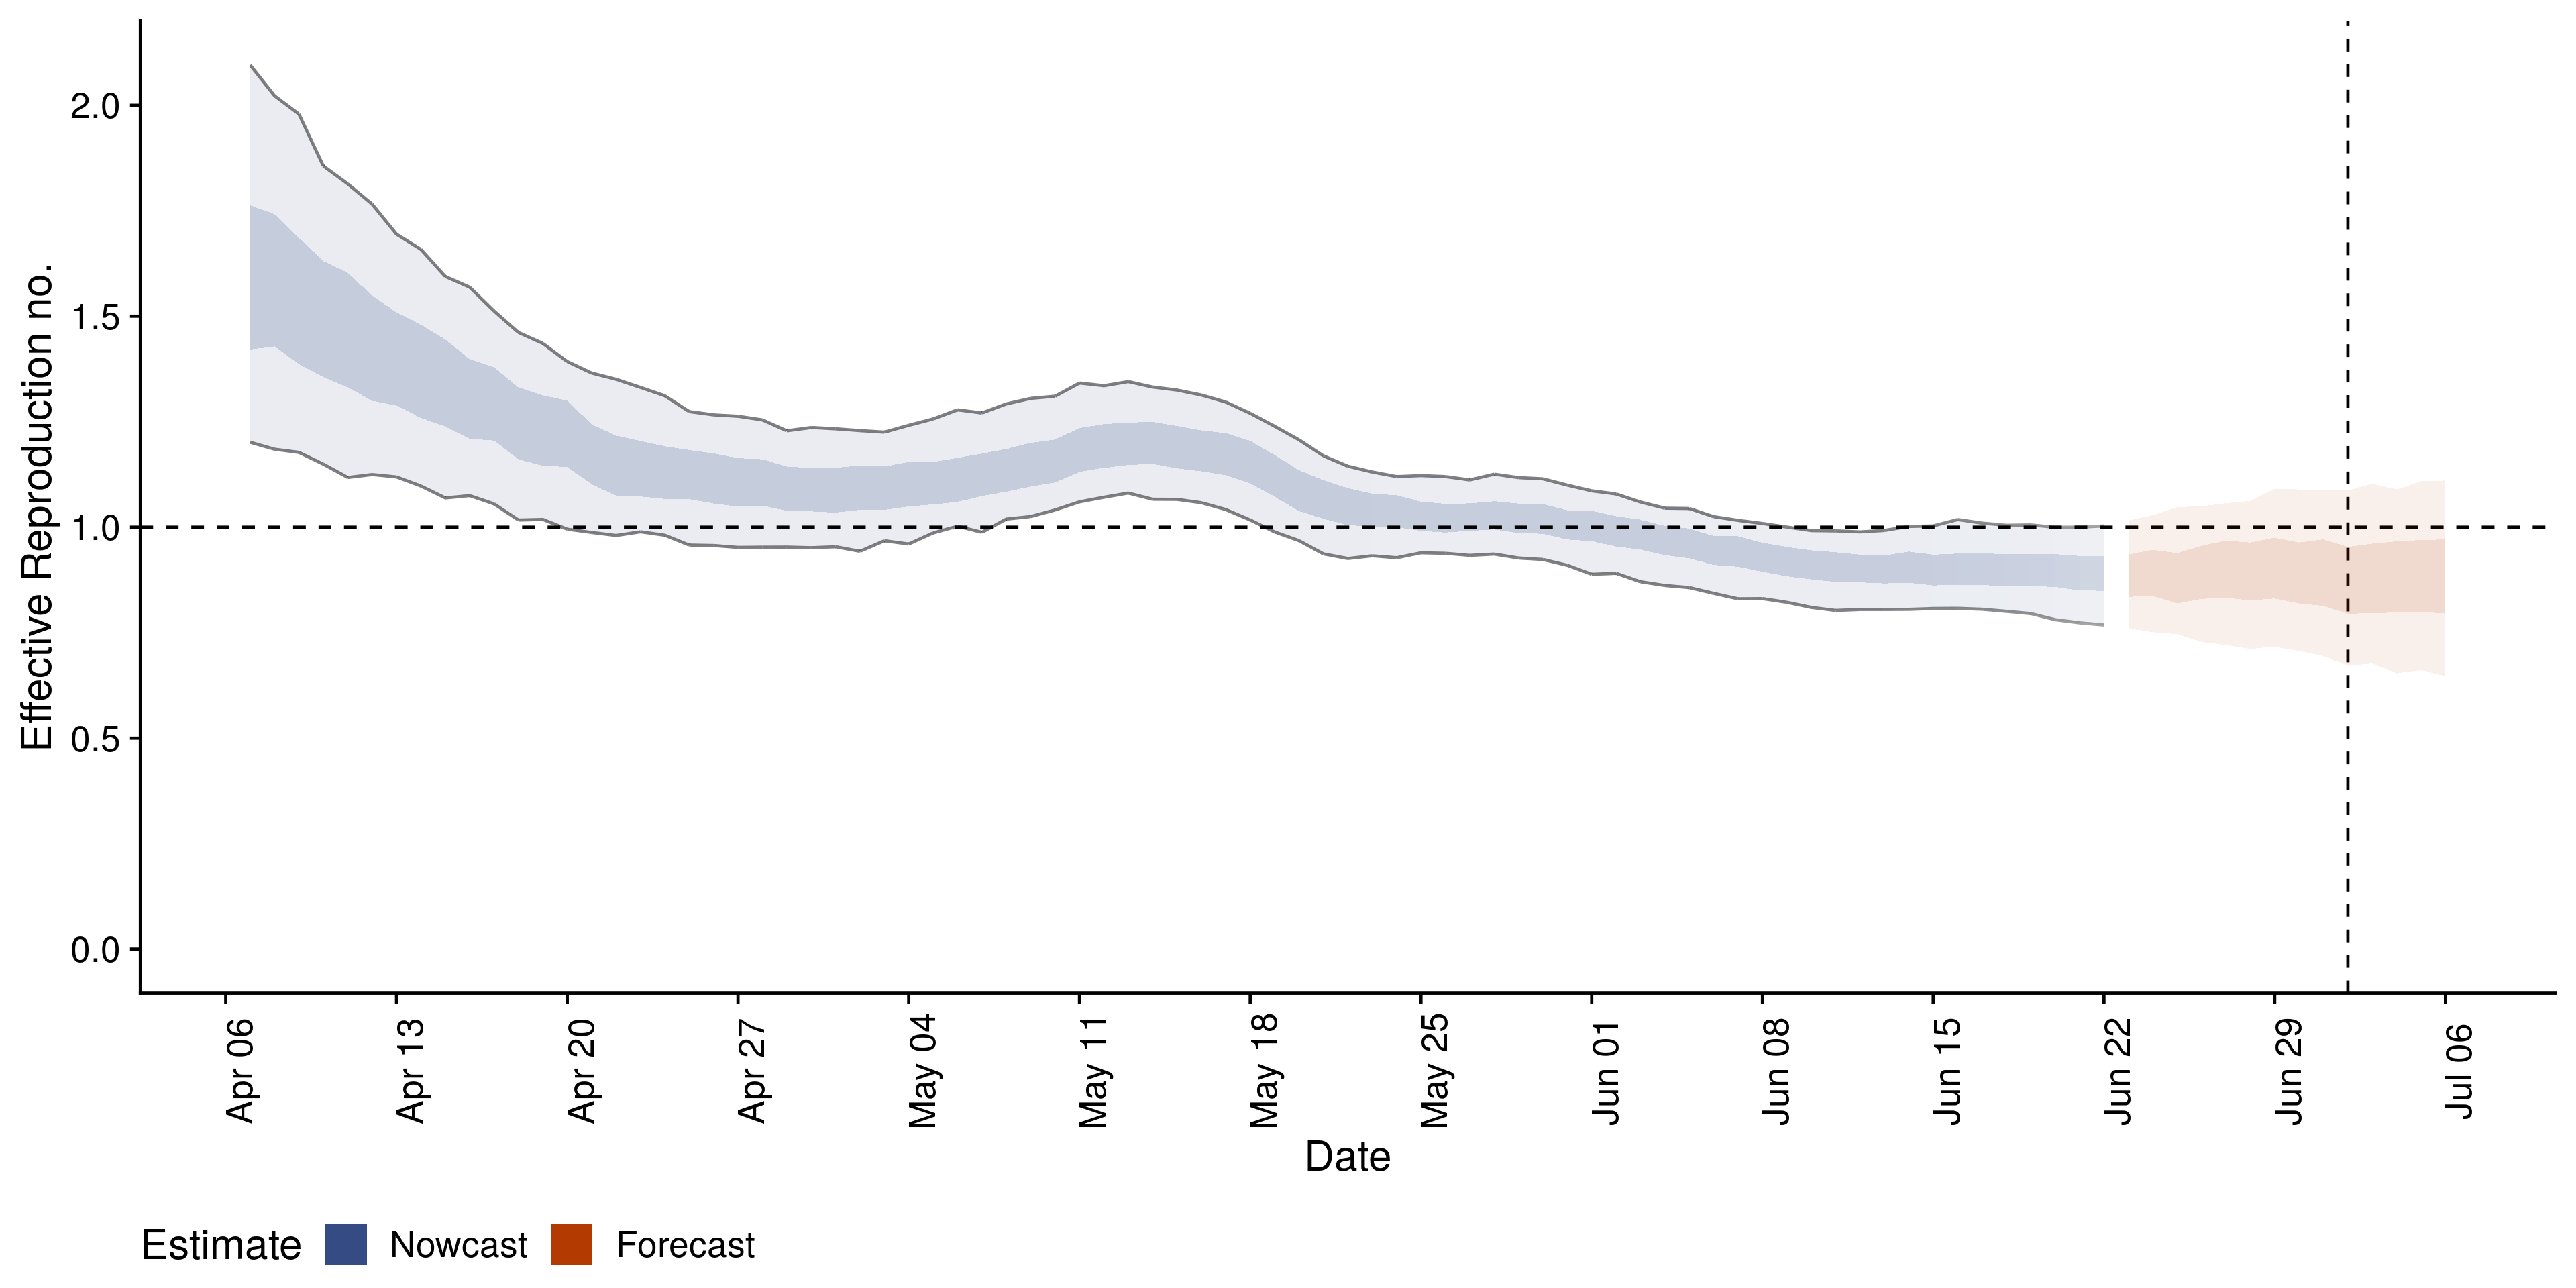 Effective Reproduction no.
2.0
1.5
1.0
0.5
0.0
Apr 06
Apr 13
Apr 20
Apr 27
May 04
May 11
May 18
May 25
Jun 01
Jun 08
Jun 15
Jun 22
Jun 29
Jul 06
Date
Estimate Nowcast Forecast